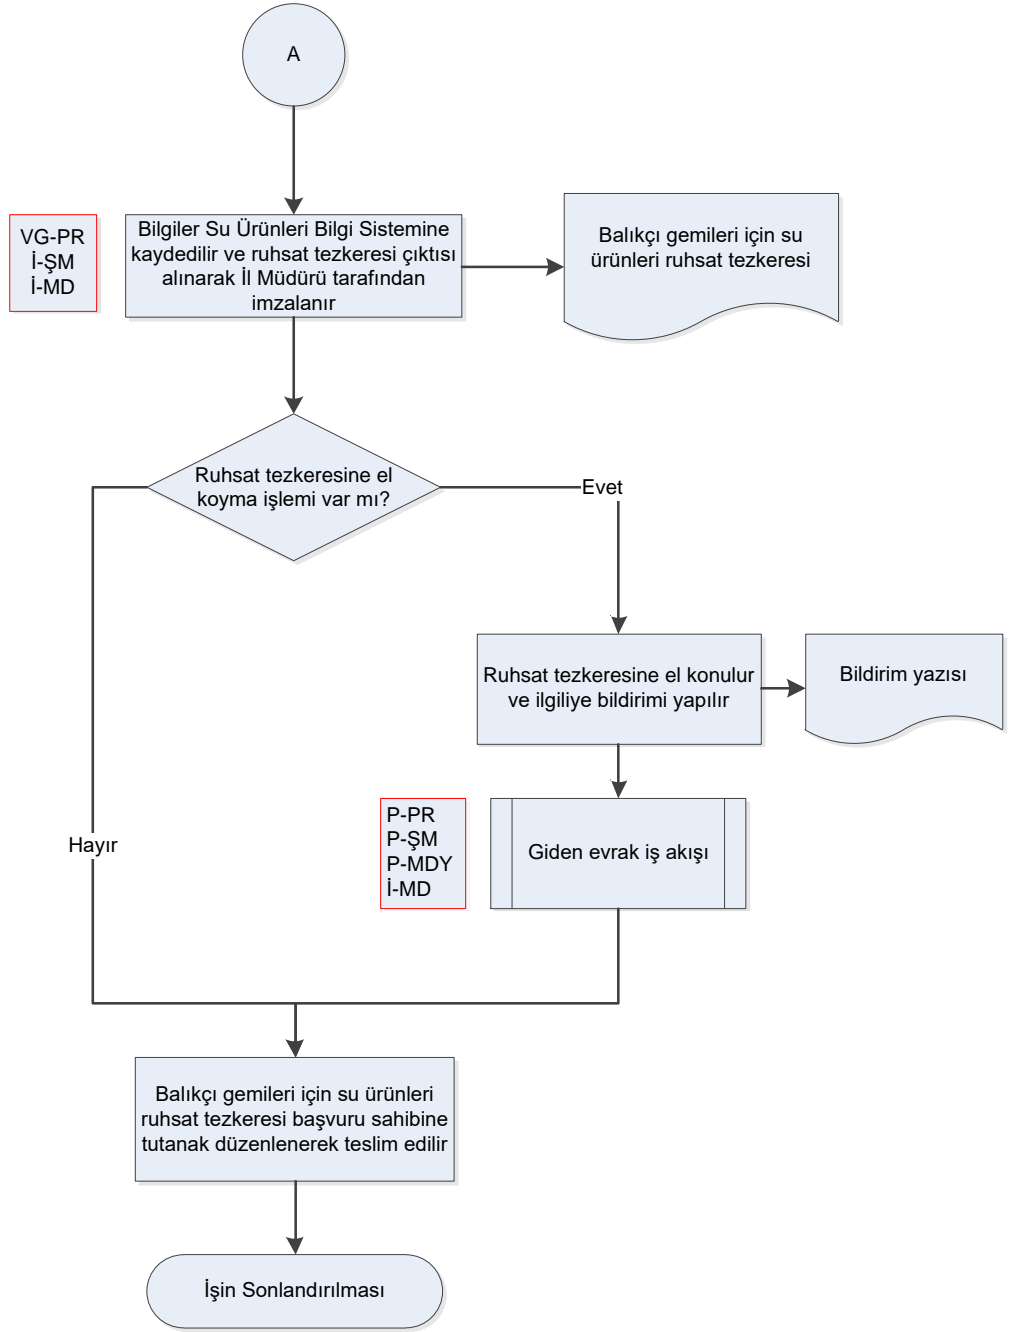 A
VG-PR
İ-ŞM
İ-MD
Bilgiler Su Ürünleri Bilgi Sistemine
kaydedilir ve ruhsat tezkeresi çıktısı
alınarak İl Müdürü tarafından
imzalanır
Balıkçı gemileri için su
ürünleri ruhsat tezkeresi
Ruhsat tezkeresine el
koyma işlemi var mı?
Evet
Ruhsat tezkeresine el konulur
ve ilgiliye bildirimi yapılır
Bildirim yazısı
Hayır
P-PR
P-ŞM
P-MDY
İ-MD
Giden evrak iş akışı
Balıkçı gemileri için su ürünleri
ruhsat tezkeresi başvuru sahibine
tutanak düzenlenerek teslim edilir
İşin Sonlandırılması